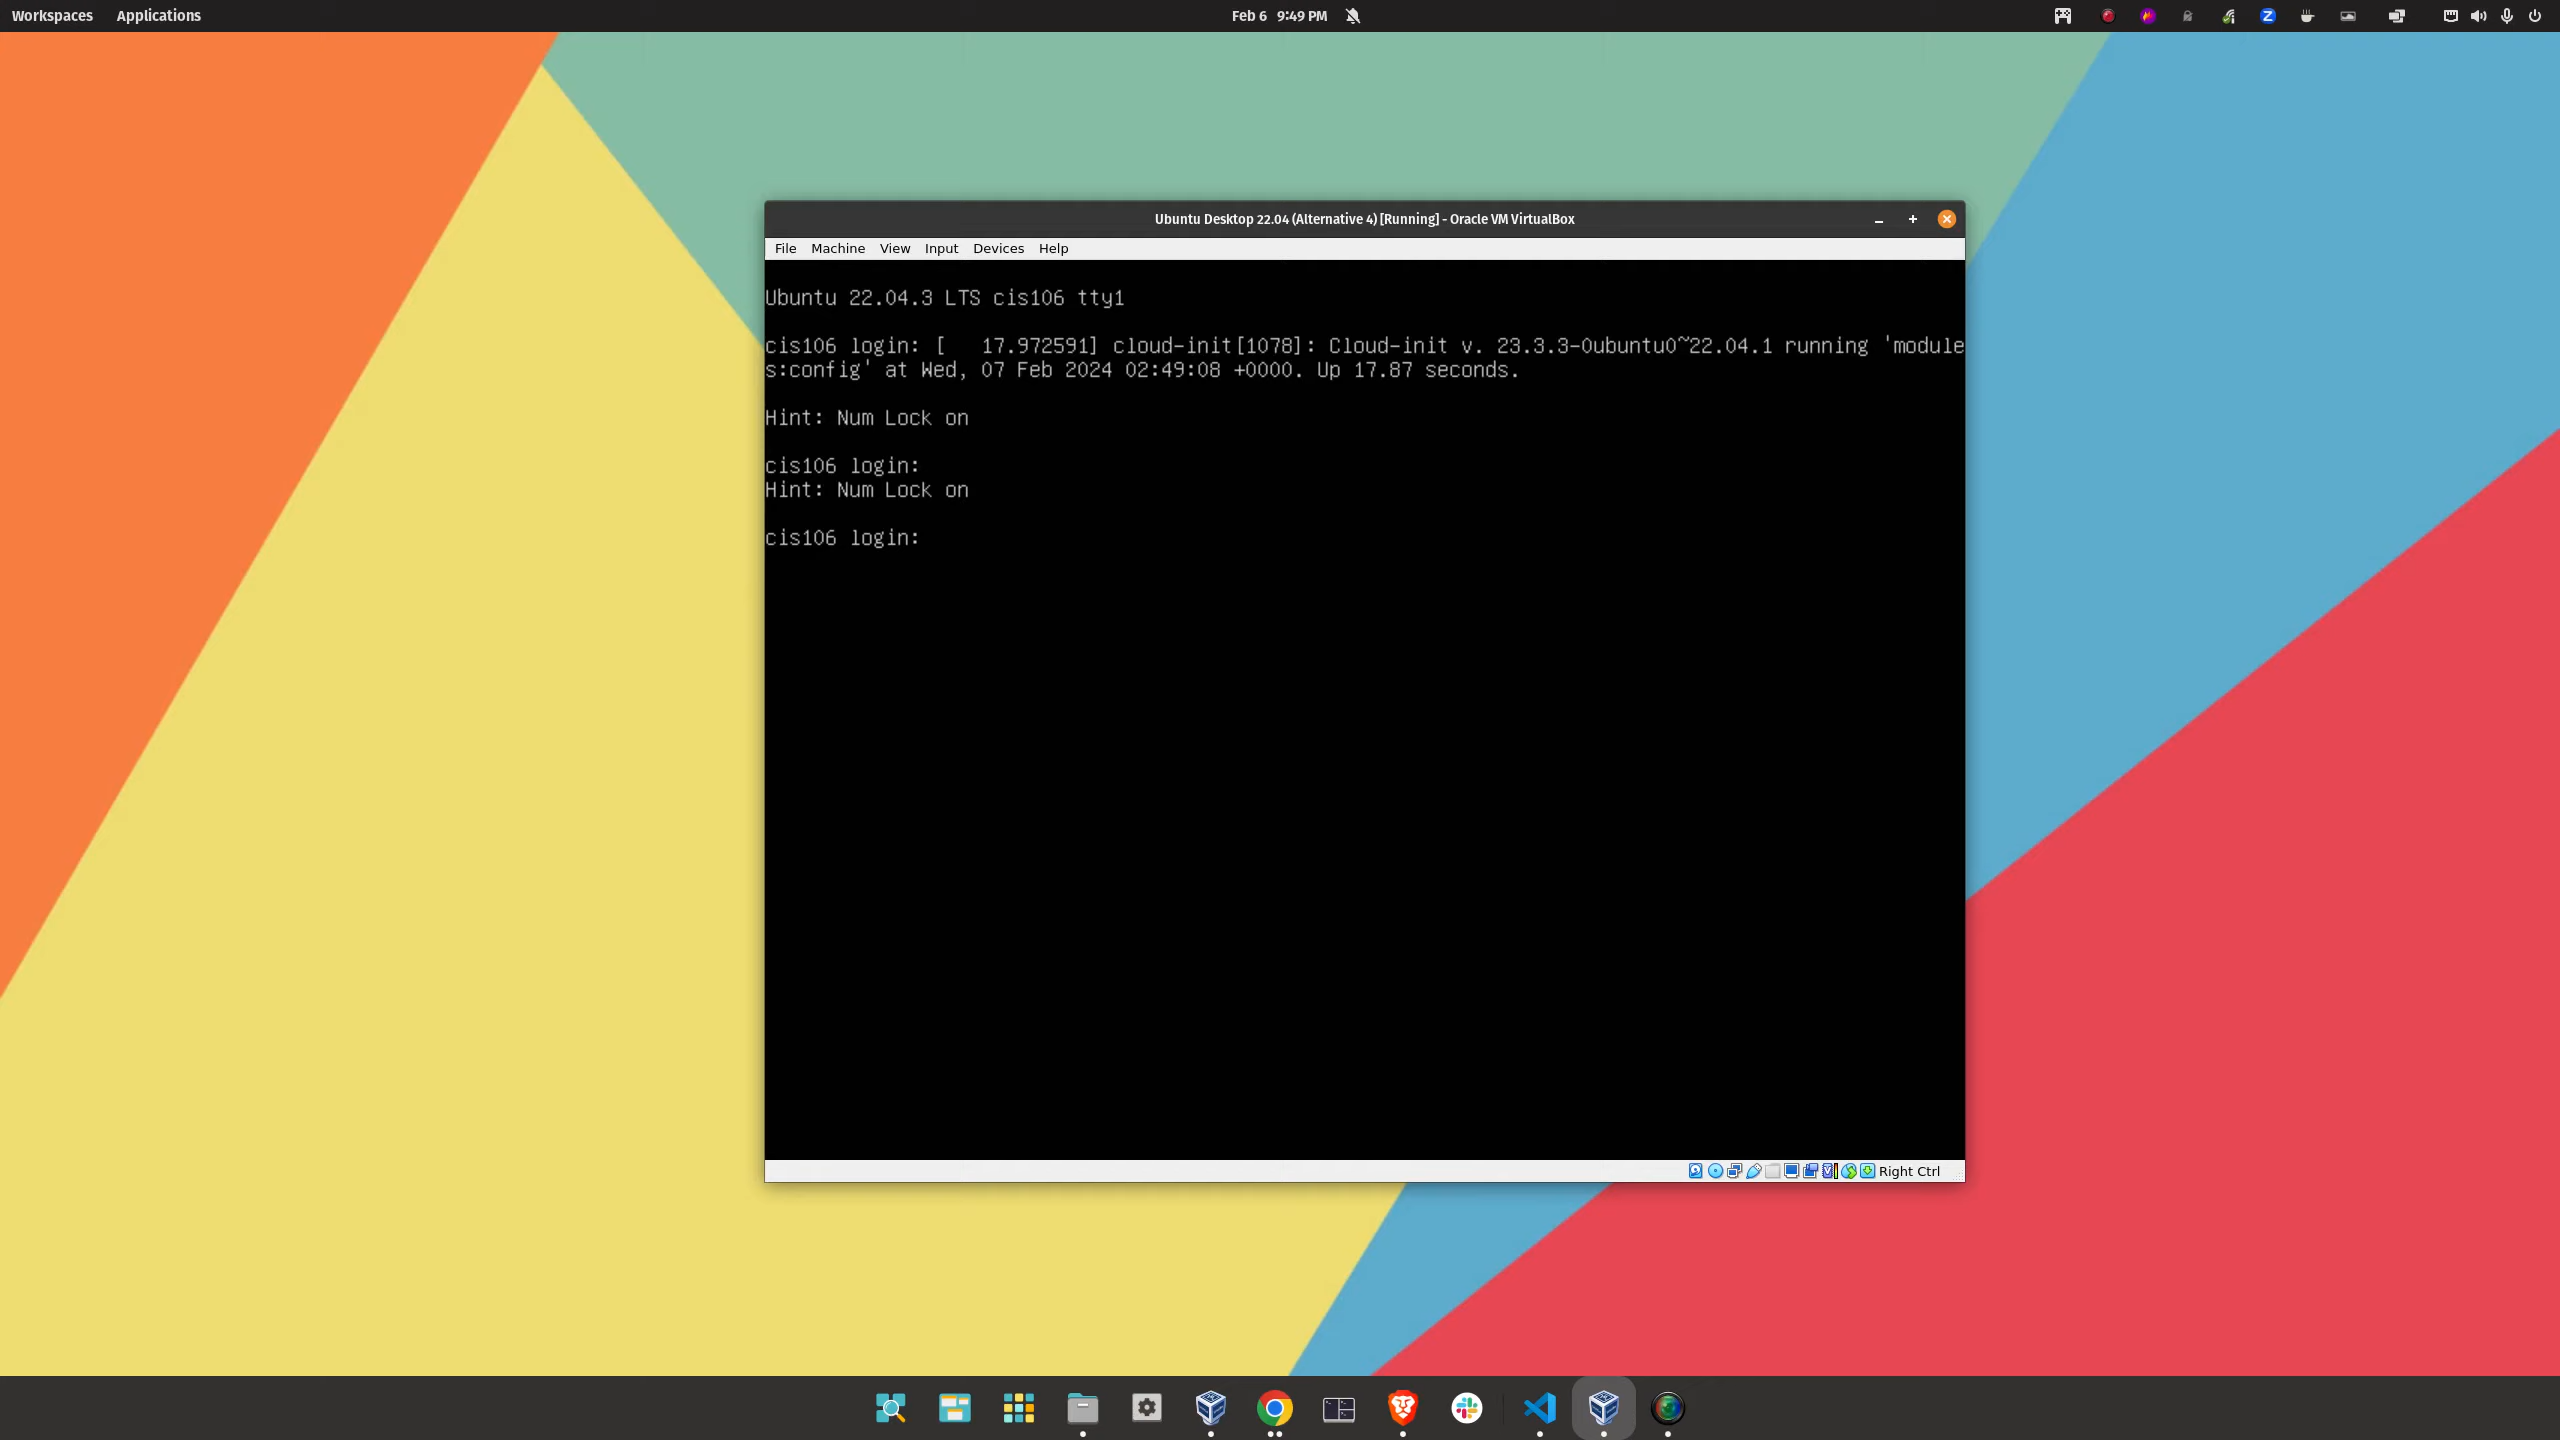 Workspaces Applications Feb 6 9:49 PM
Ubuntu Desktop 22.04 (Alternative 4) [Running] - Oracle VM VirtualBox
File Machine View Input Devices Help
Ubuntu 22.04.3 LTS cis106 tty1
cis106 login: [   17.972591] cloud-init[1078]: Cloud-init v. 23.3.3-0ubuntu0~22.04.1 running 'module
s:config' at Wed, 07 Feb 2024 02:49:08 +0000. Up 17.87 seconds.
Hint: Num Lock on
cis106 login:
Hint: Num Lock on
cis106 login:
Right Ctrl